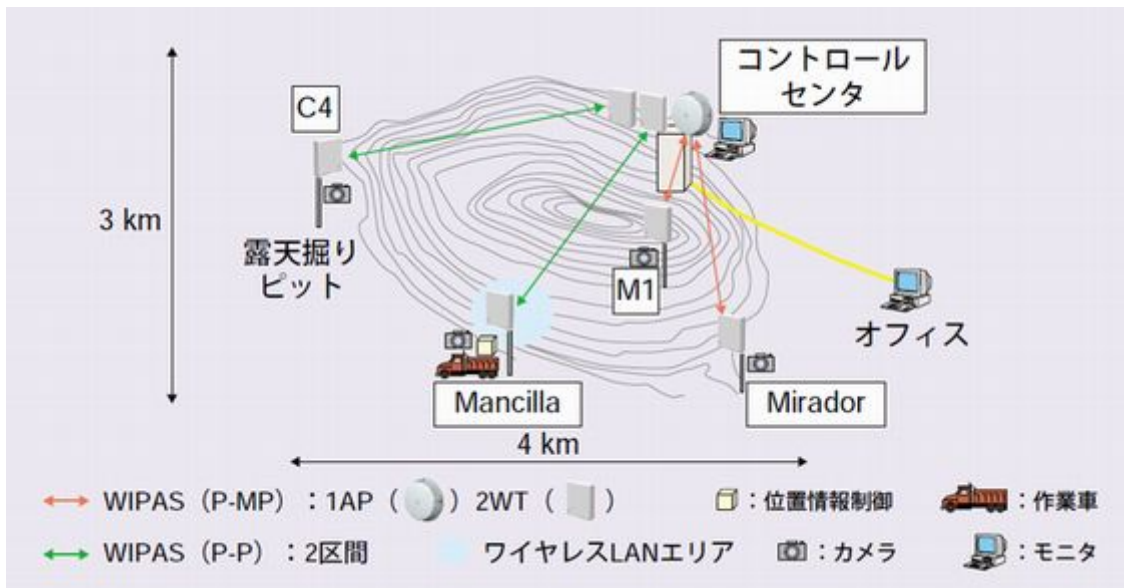 コントロール
センタ
C4
3 km
露天掘り
ピット
M1
オフィス
Mancilla
Mirador
4 km
WIPAS（P-MP）：1AP（ ）2WT（ ）
：位置情報制御
：作業車
WIPAS（P-P）：2区間
ワイヤレスLANエリア
：カメラ
：モニタ